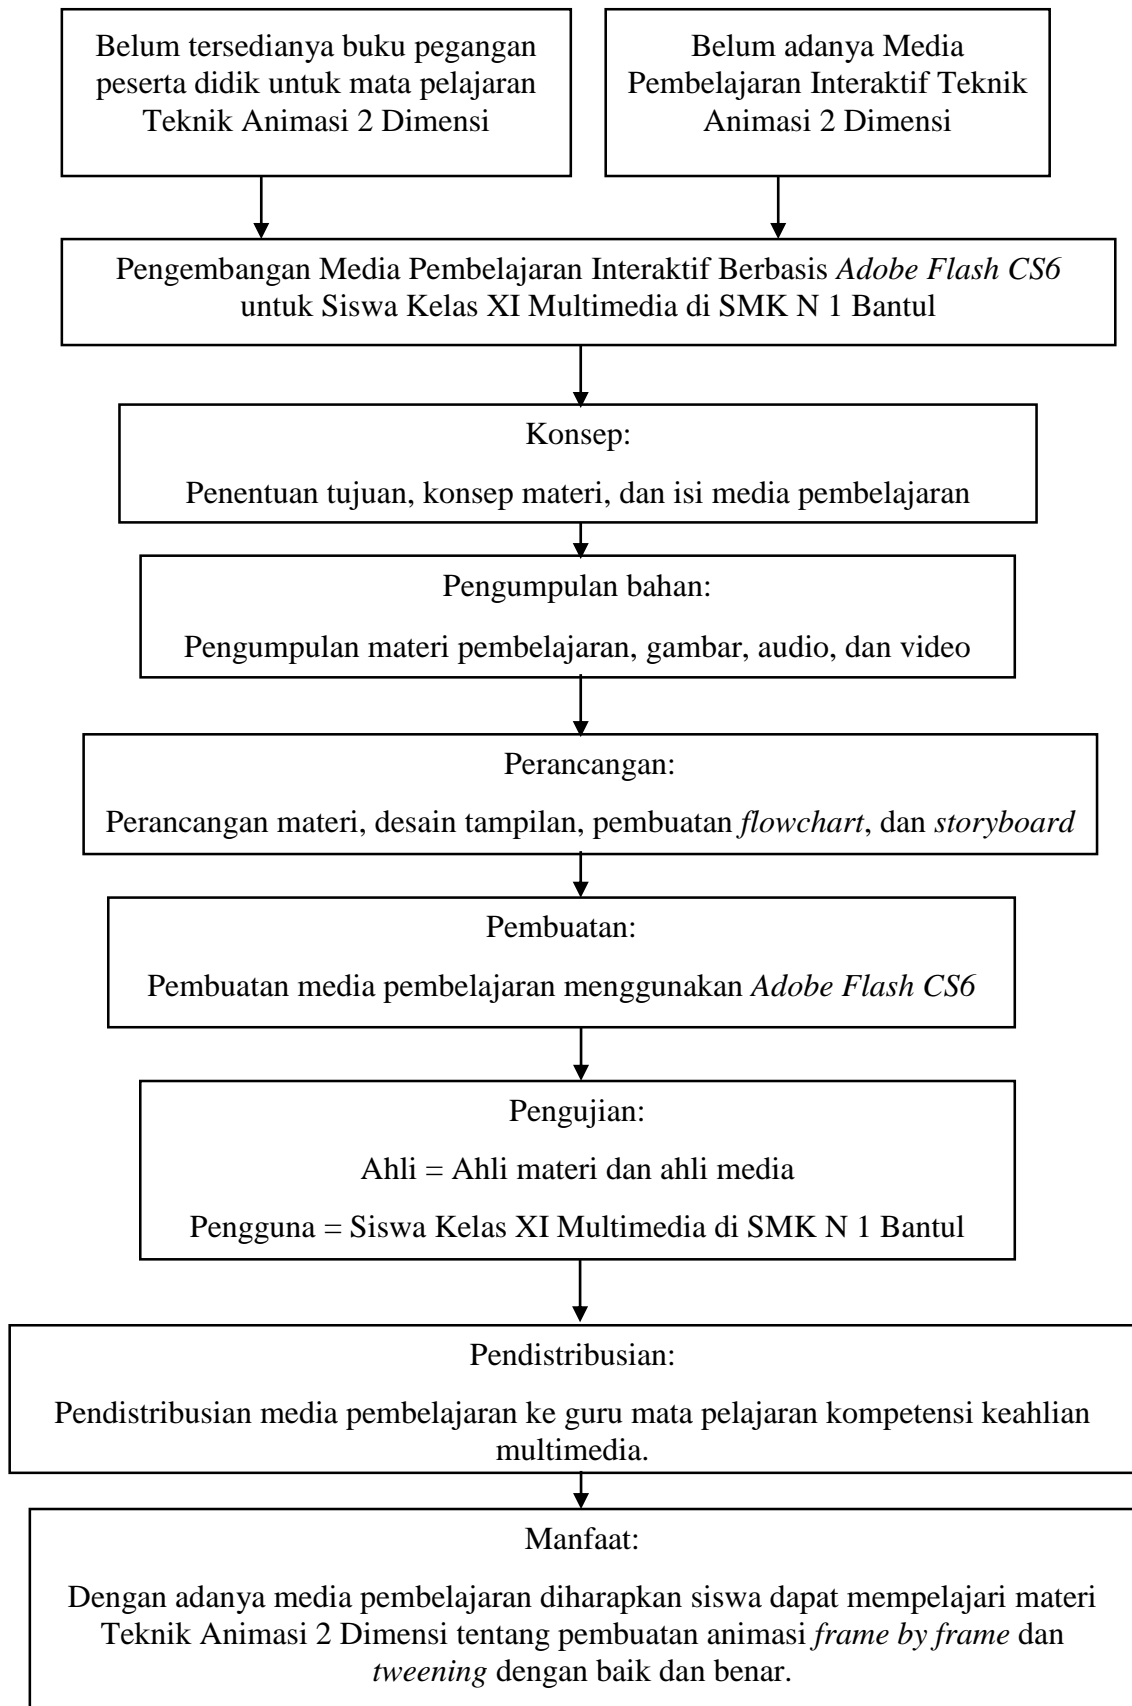 Belum tersedianya buku pegangan
peserta didik untuk mata pelajaran
Teknik Animasi 2 Dimensi
Belum adanya Media
Pembelajaran Interaktif Teknik
Animasi 2 Dimensi
Pengembangan Media Pembelajaran Interaktif Berbasis Adobe Flash CS6
untuk Siswa Kelas XI Multimedia di SMK N 1 Bantul
Konsep:
Penentuan tujuan, konsep materi, dan isi media pembelajaran
Pengumpulan bahan:
Pengumpulan materi pembelajaran, gambar, audio, dan video
Perancangan:
Perancangan materi, desain tampilan, pembuatan flowchart, dan storyboard
Pembuatan:
Pembuatan media pembelajaran menggunakan Adobe Flash CS6
Pengujian:
Ahli = Ahli materi dan ahli media
Pengguna = Siswa Kelas XI Multimedia di SMK N 1 Bantul
Pendistribusian:
Pendistribusian media pembelajaran ke guru mata pelajaran kompetensi keahlian
multimedia.
Manfaat:
Dengan adanya media pembelajaran diharapkan siswa dapat mempelajari materi
Teknik Animasi 2 Dimensi tentang pembuatan animasi frame by frame dan
tweening dengan baik dan benar.